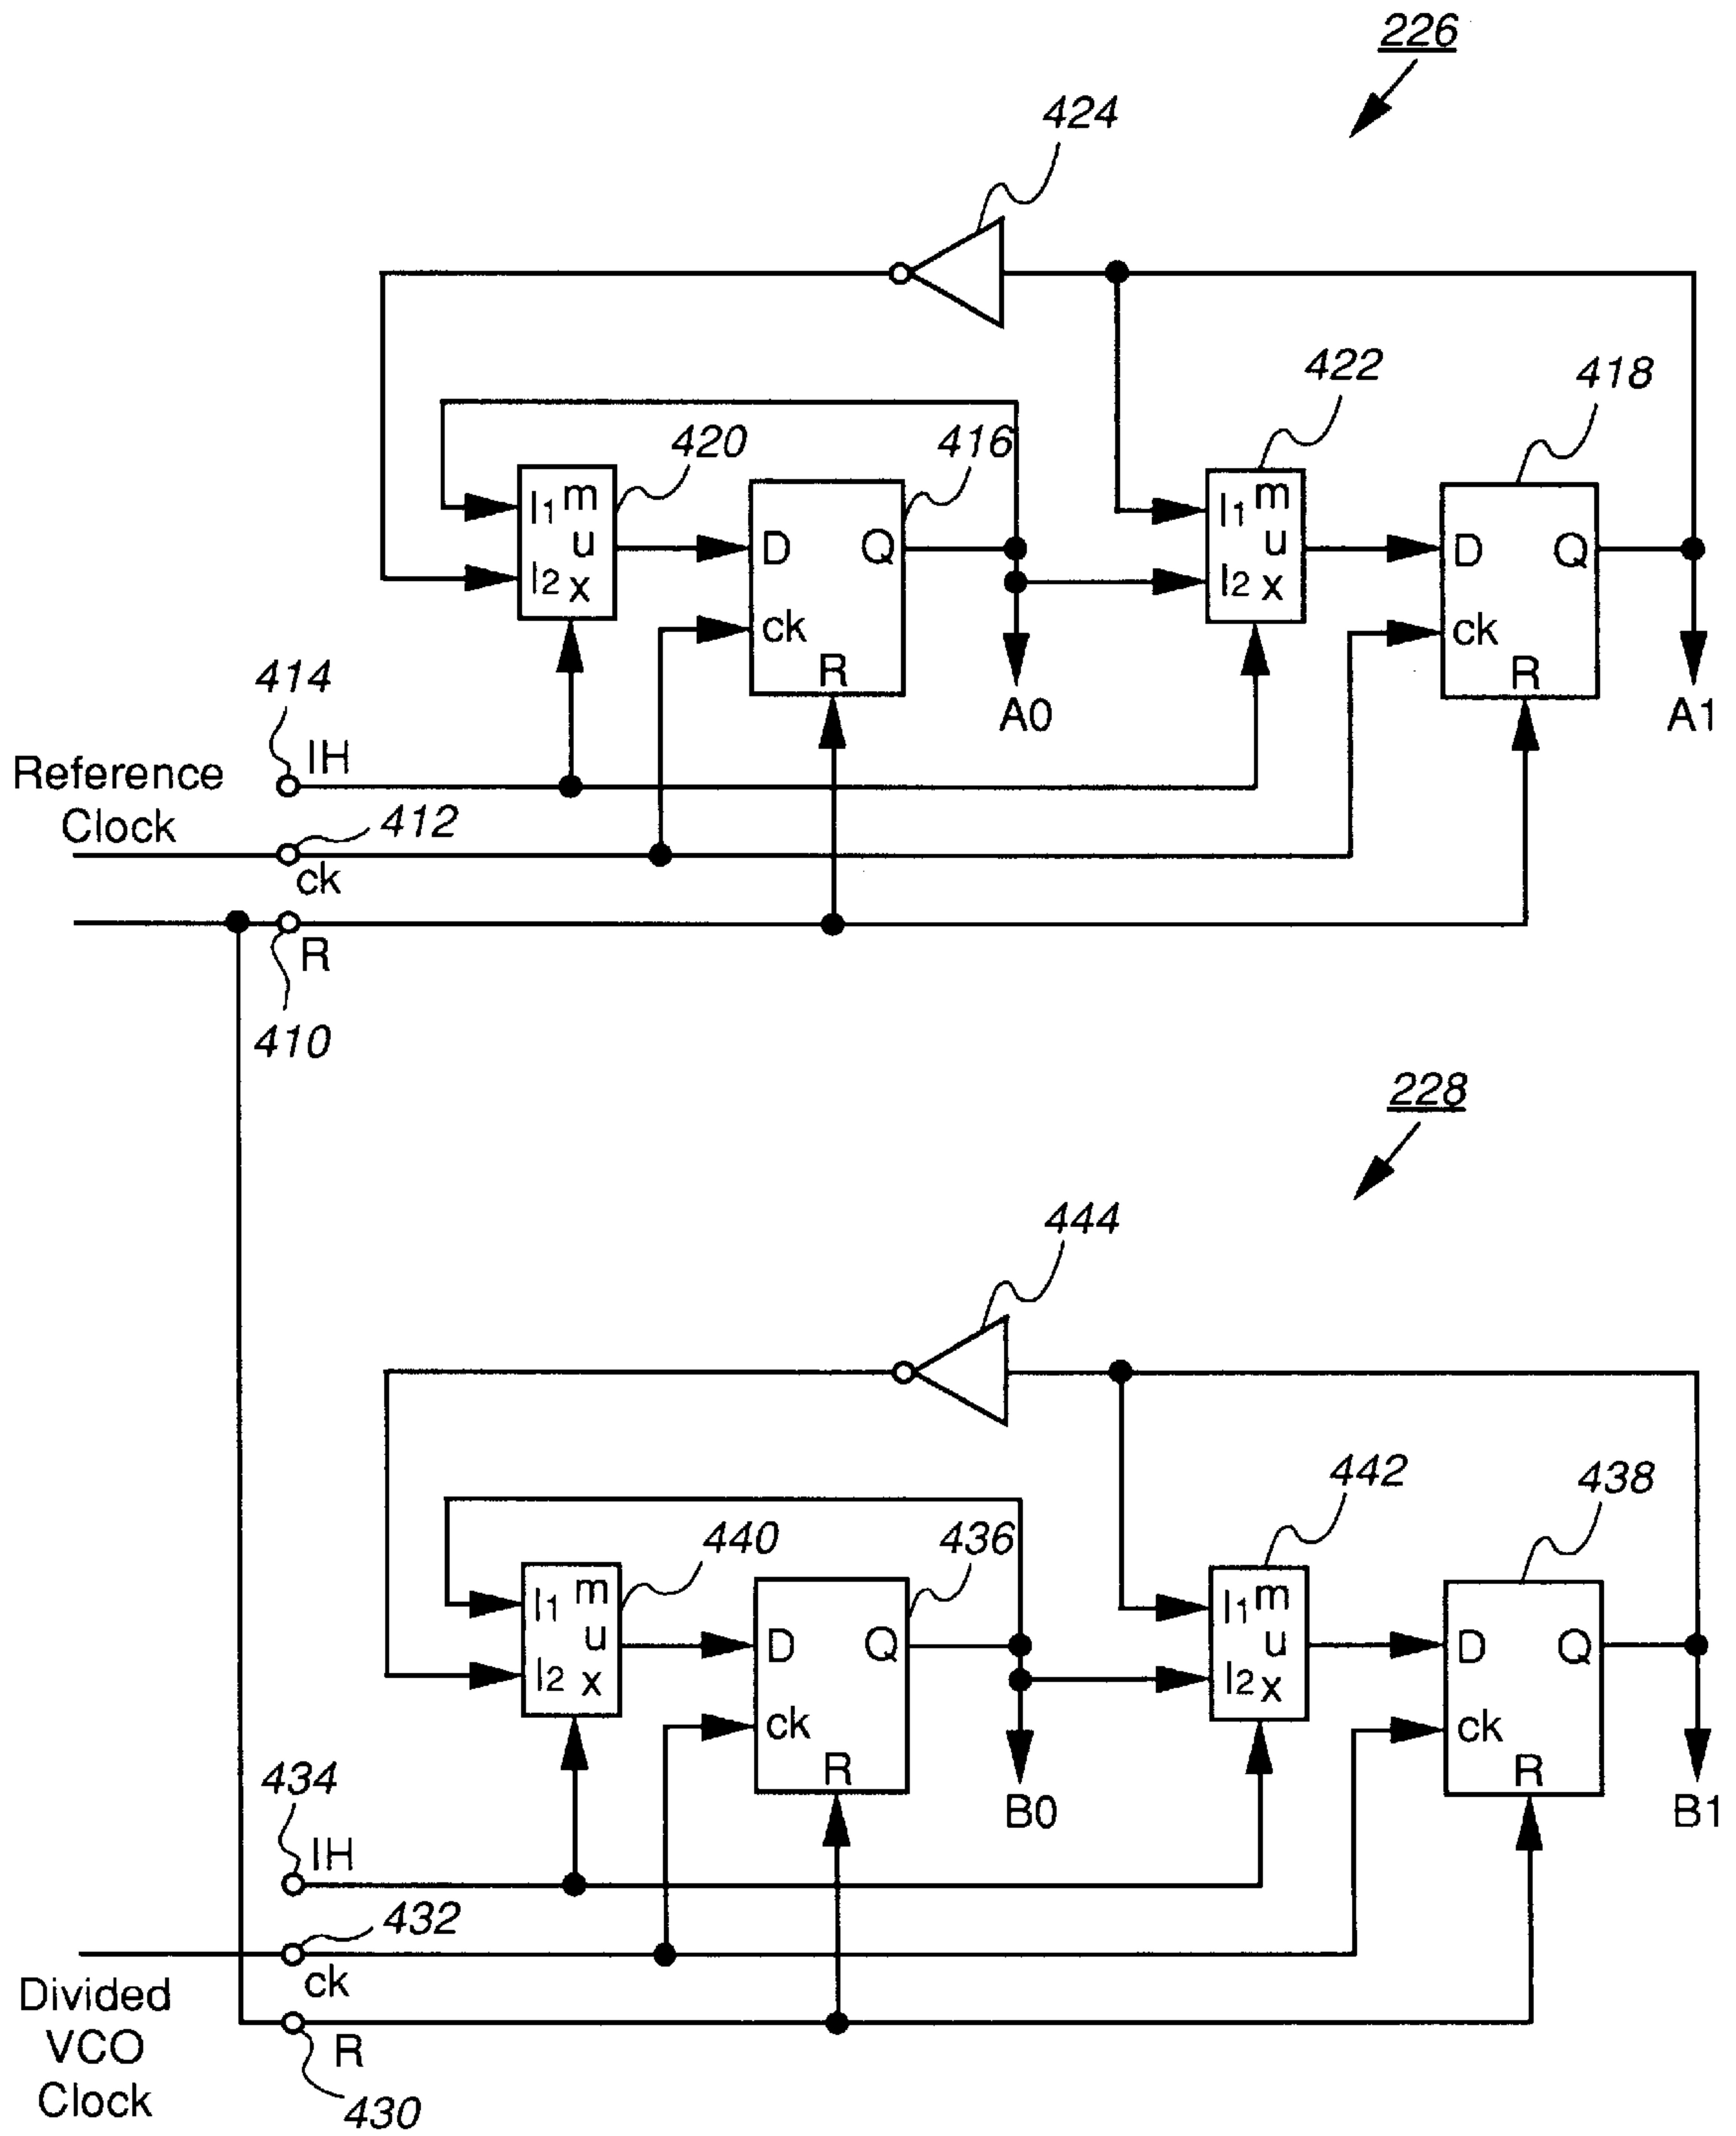 226
424
422
418
420
416
I1 m
u
I2 x
D Q
ck
R
I1 m
u
I2 x
D Q
ck
R
A0
A1
414
IH
Reference
Clock
412
ck
R
410
228
444
442
438
440
436
I1 m
u
I2 x
D Q
ck
R
I1 m
u
I2 x
D Q
ck
R
B0
B1
434
IH
432
ck
Divided
VCO
Clock
R
430